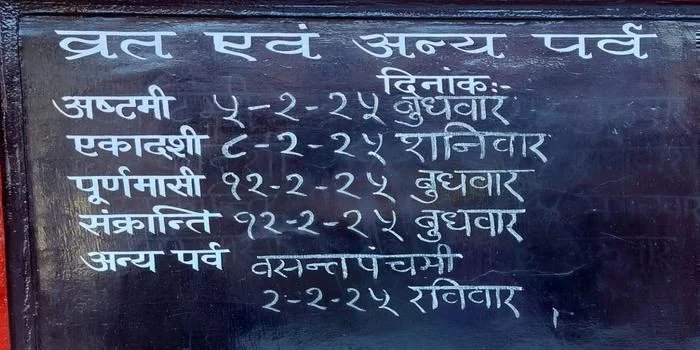 व्रत एवं अन्य पर्व
दिनांकः-
अष्टमी ५-२-२५ बुधवार
एकादशी ८-२-२५ शनिवार
पूर्णमासी १२-२-२५ बुधवार
संक्रान्ति १२-२-२५ बुधवार
अन्य पर्व वसन्तपंचमी
२-२-२५ रविवार